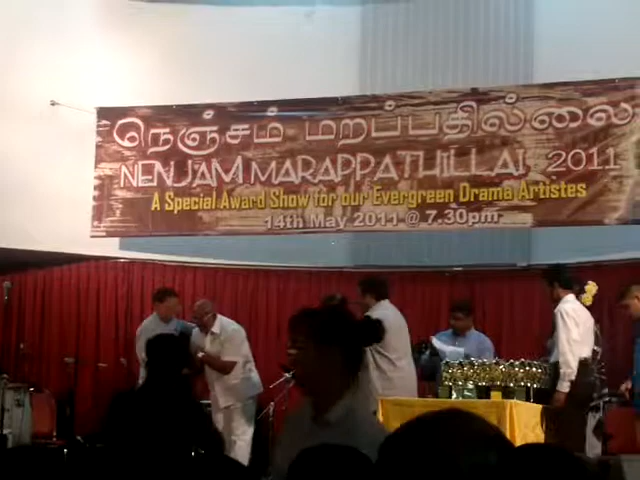 நெஞ்சம் மறப்பதில்லை
NENJAM MARAPPATHILLAI 2011
A Special Award Show for our Evergreen Drama Artistes
14th May 2011 @ 7.30pm